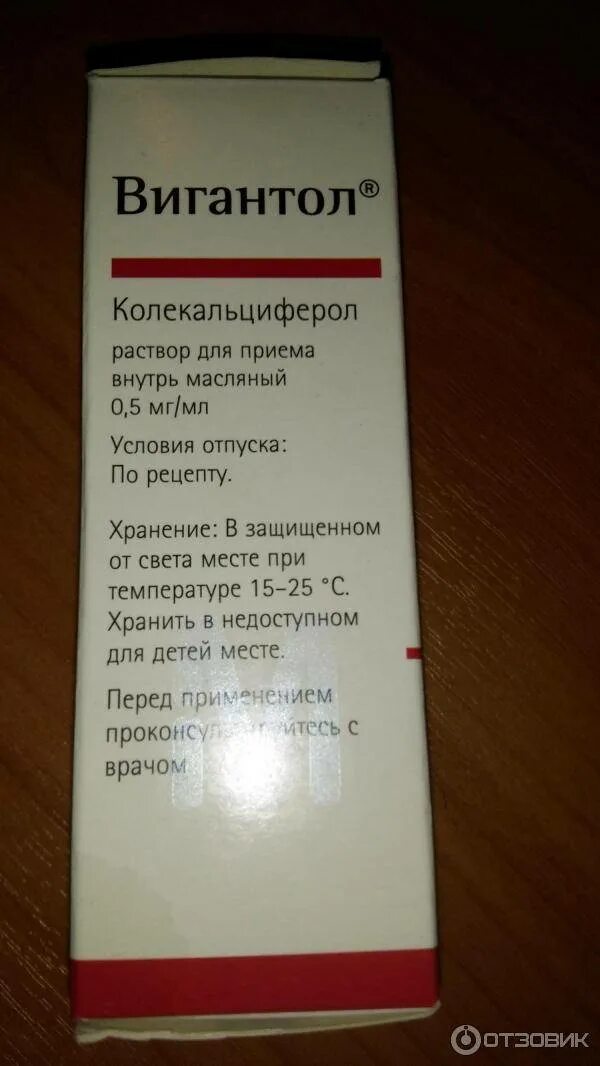 Вигантол®
Колекальциферол
раствор для приема
внутрь масляный
0,5 мг/мл
Условия отпуска:
По рецепту.
Хранение: В защищенном
от света месте при
температуре 15–25 °C.
Хранить в недоступном
для детей месте.
Перед применением
проконсультируйтесь с
врачом
ОТЗОВИК